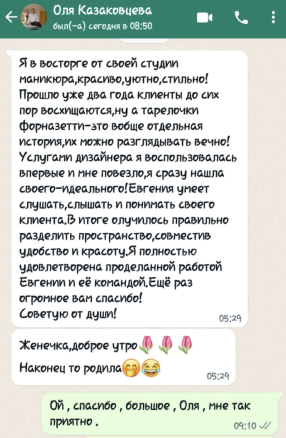 Оля Казаковцева
был(-а) сегодня в 08:50
Я в восторге от своей студии
маникюра,красиво,уютно,стильно!
Прошло уже два года клиенты до сих
пор восхищаются,ну а тарелочки
форназетти-это вобще отдельная
история,их можно разглядывать вечно!
Услугами дизайнера я воспользовалась
впервые и мне повезло,я сразу нашла
своего-идеального!Евгения умеет
слушать,слышать и понимать своего
клиента,В итоге олучилось правильно
разделить пространство,совместив
удобство и красоту.Я полностью
удовлетворена проделанной работой
Евгении и её командой.Ещё раз
огромное вам спасибо!
Советую от души!
05:29
Женечка,доброе утро🌷🌷🌷
Наконец то родила🤭😂
05:29
Ой , спасибо , большое , Оля , мне так
приятно .
09:10